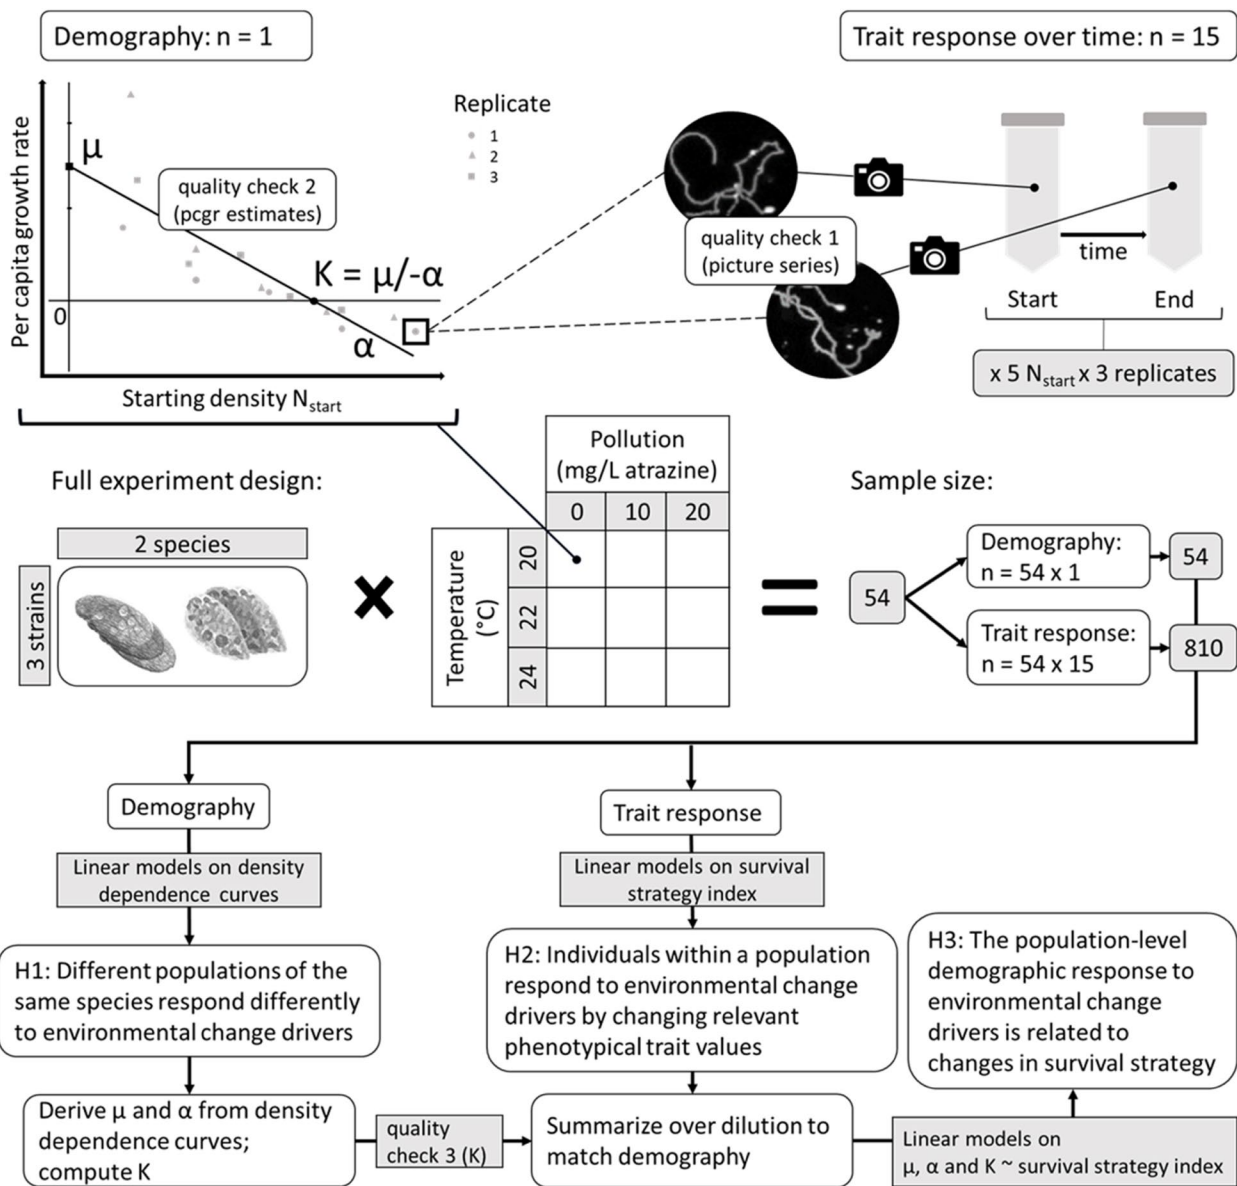 Demography: n = 1
Trait response over time: n = 15
Per capita growth rate
μ
quality check 2
(pcgr estimates)
K = μ/-α
α
0
Starting density Nstart
Replicate
1
2
3
quality check 1
(picture series)
time
Start
End
x 5 Nstart x 3 replicates
Full experiment design:
2 species
3 strains
Pollution
(mg/L atrazine)
0
10
20
Temperature
(°C)
20
22
24
Sample size:
54
Demography:
n = 54 x 1
54
Trait response:
n = 54 x 15
810
Demography
Linear models on density
dependence curves
H1: Different populations of the
same species respond differently
to environmental change drivers
Derive μ and α from density
dependence curves;
compute K
quality
check 3 (K)
Trait response
Linear models on survival
strategy index
H2: Individuals within a population
respond to environmental change
drivers by changing relevant
phenotypical trait values
Summarize over dilution to
match demography
Linear models on
μ, α and K ~ survival strategy index
H3: The population-level
demographic response to
environmental change
drivers is related to
changes in survival strategy